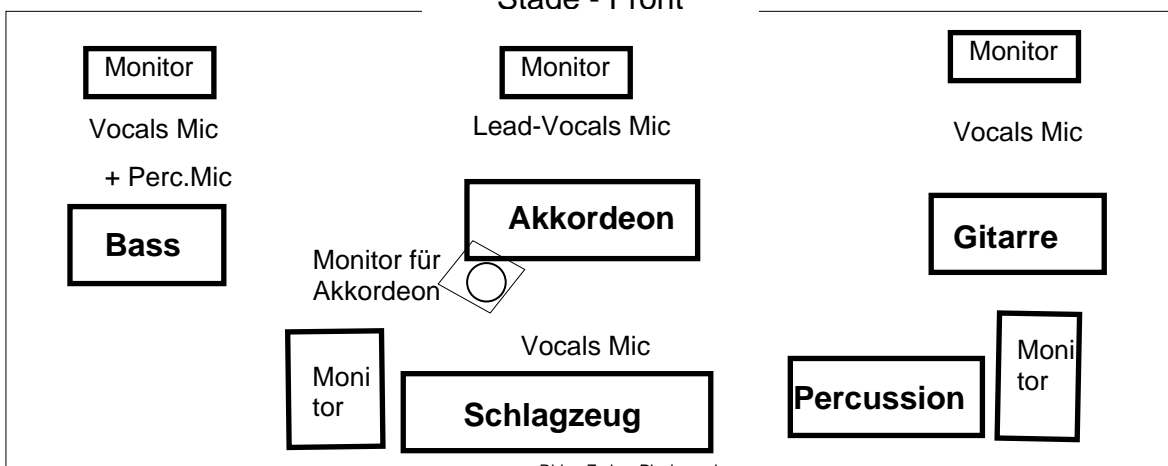 Stage - Front
Monitor
Monitor
Monitor
Vocals Mic
Lead-Vocals Mic
Vocals Mic
+ Perc.Mic
Bass
Akkordeon
Gitarre
Monitor für
Akkordeon
Vocals Mic
Moni
tor
Moni
tor
Schlagzeug
Percussion